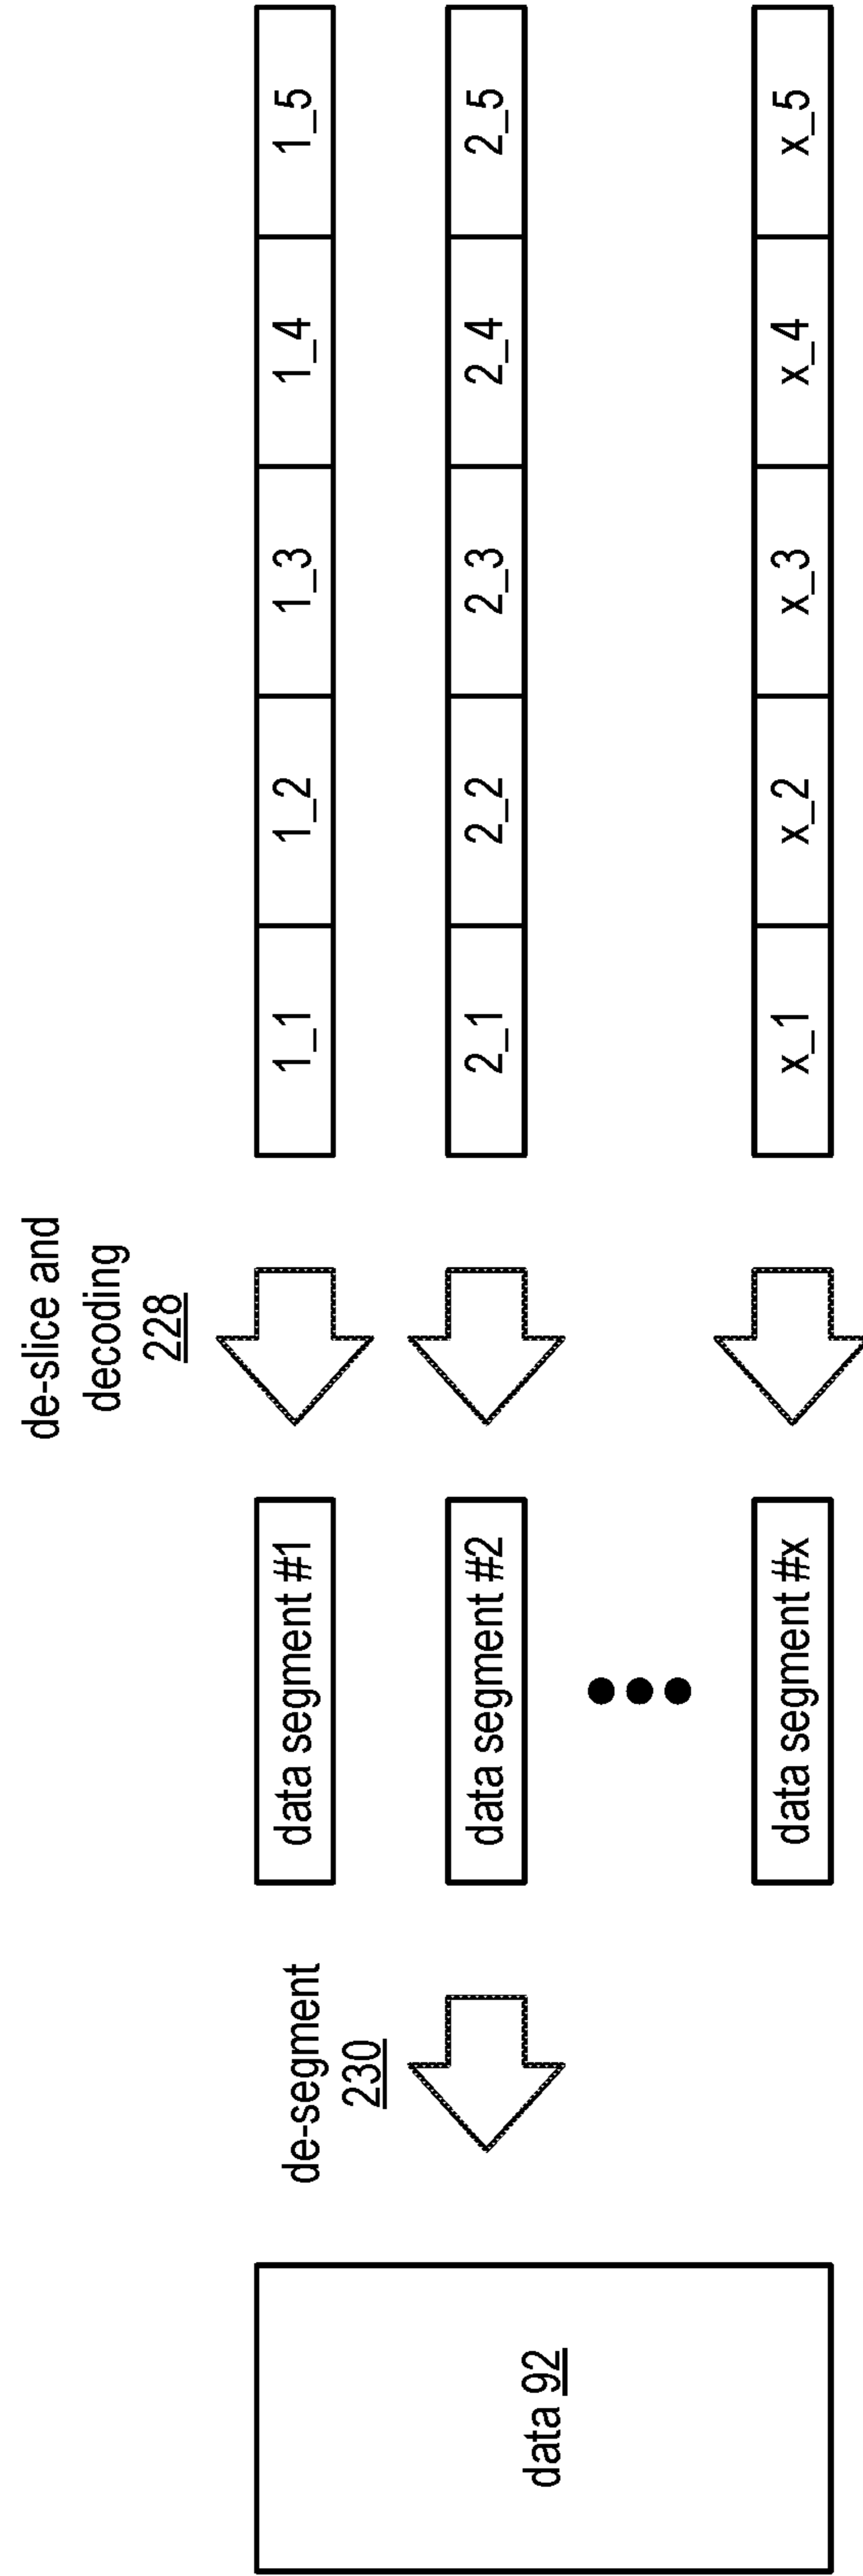 de-slice and
decoding
228
de-segment
230
data 92
data segment #1
1_1
1_2
1_3
1_4
1_5
data segment #2
2_1
2_2
2_3
2_4
2_5
data segment #x
x_1
x_2
x_3
x_4
x_5